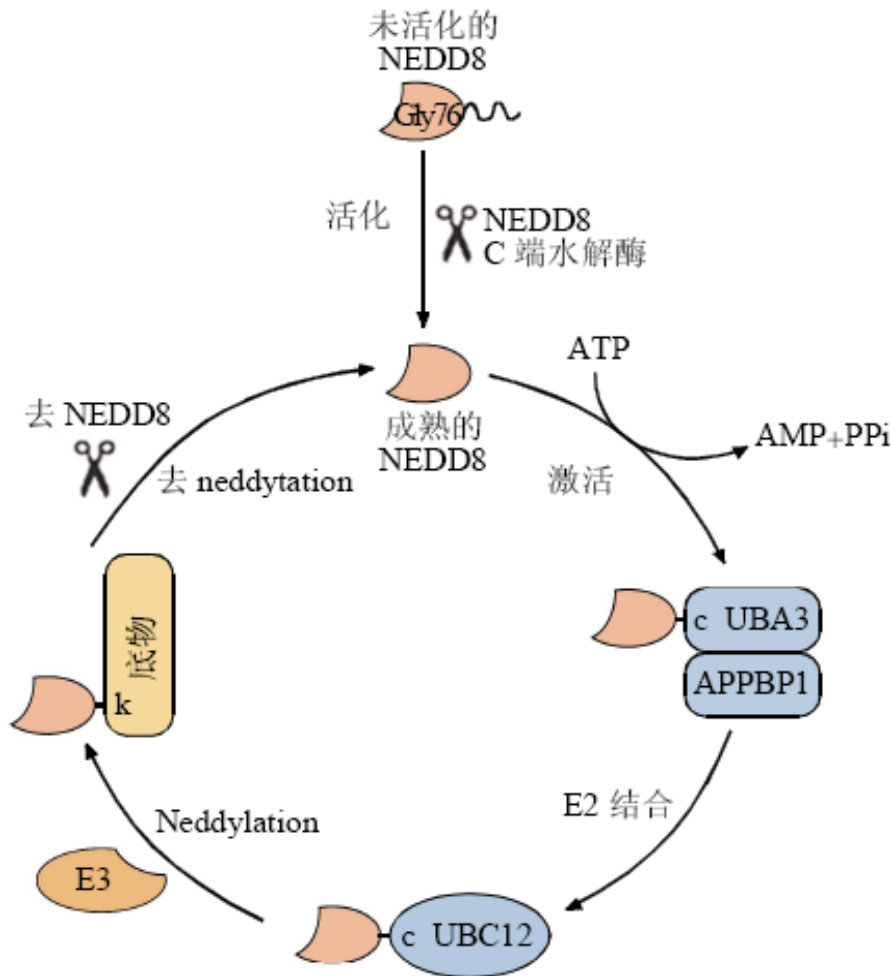 未活化的
NEDD8
Gly76
活化
NEDD8
C 端水解酶
ATP
AMP+PPi
成熟的
NEDD8
去 NEDD8
去 neddytation
激活
c UBA3
APPBP1
底物
k
E2 结合
Neddylation
E3
c UBC12